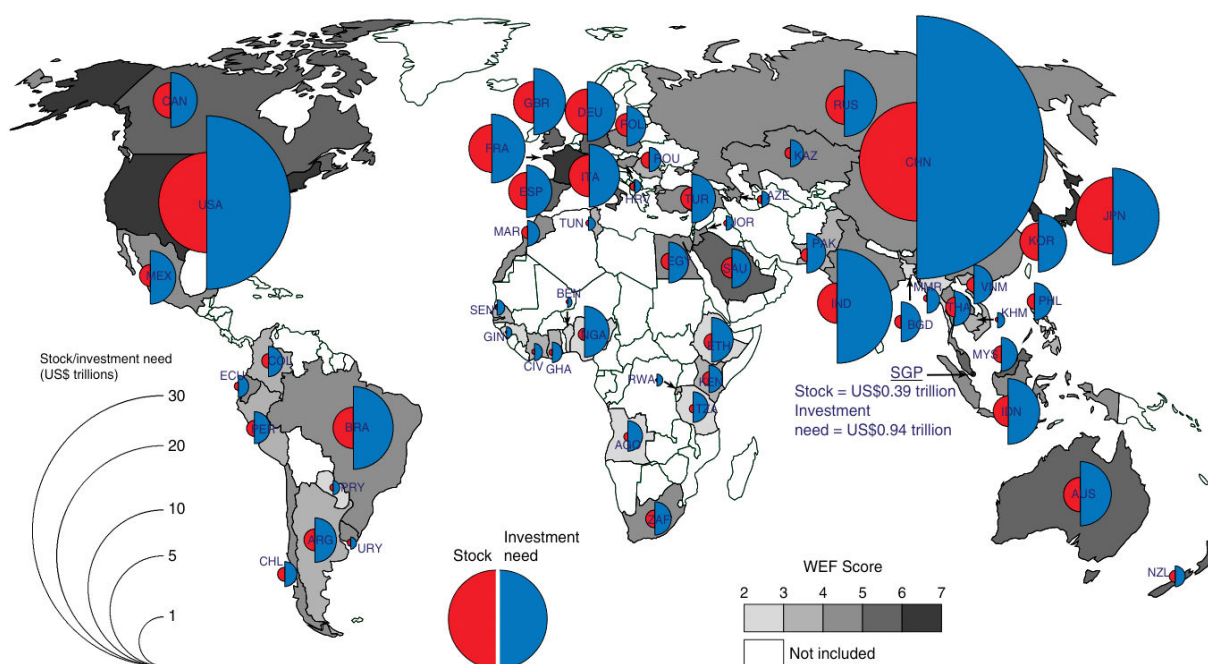 CAN
USA
MEX
GBR
DEU
POL
FRA
ITA
ROU
ESP
HRV
TUR
AZE
RUS
KAZ
CHN
JPN
KOR
MAR
TUN
JOR
EGY
SAU
PAK
IND
MMR
BGD
VNM
THA
KHM
PHL
MYS
IDN
SEN
BEN
GIN
NGA
CIV
GHA
ETH
RWA
KEN
TZA
AGO
ZAF
SGP
Stock = US$0.39 trillion
Investment
need = US$0.94 trillion
COL
ECU
PER
BRA
PRY
ARG
URY
CHL
AUS
NZL
Stock/investment need
(US$ trillions)
30
20
10
5
1
Stock
Investment
need
WEF Score
2 3 4 5 6 7
Not included